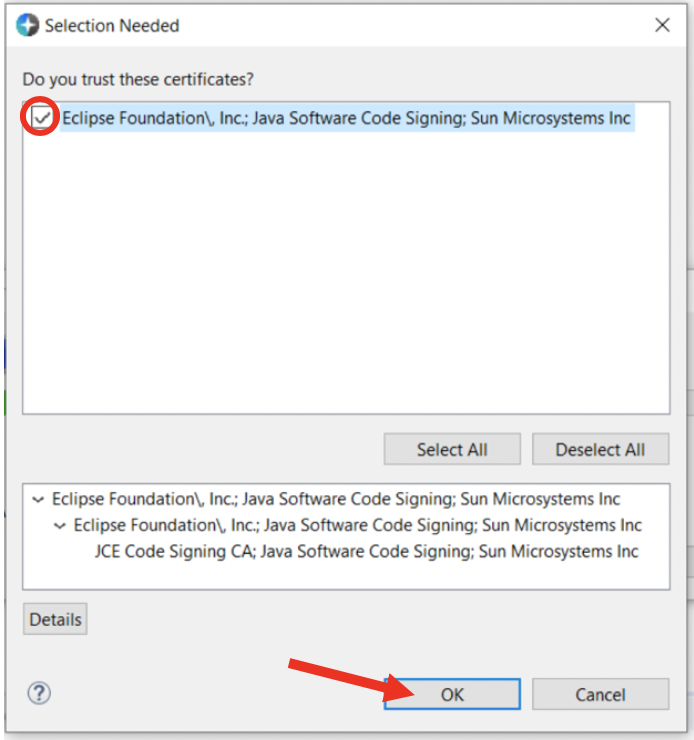 Selection Needed
Do you trust these certificates?
Eclipse Foundation\, Inc.; Java Software Code Signing; Sun Microsystems Inc
Select All
Deselect All
Eclipse Foundation\, Inc.; Java Software Code Signing; Sun Microsystems Inc
Eclipse Foundation\, Inc.; Java Software Code Signing; Sun Microsystems Inc
JCE Code Signing CA; Java Software Code Signing; Sun Microsystems Inc
Details
?
OK
Cancel